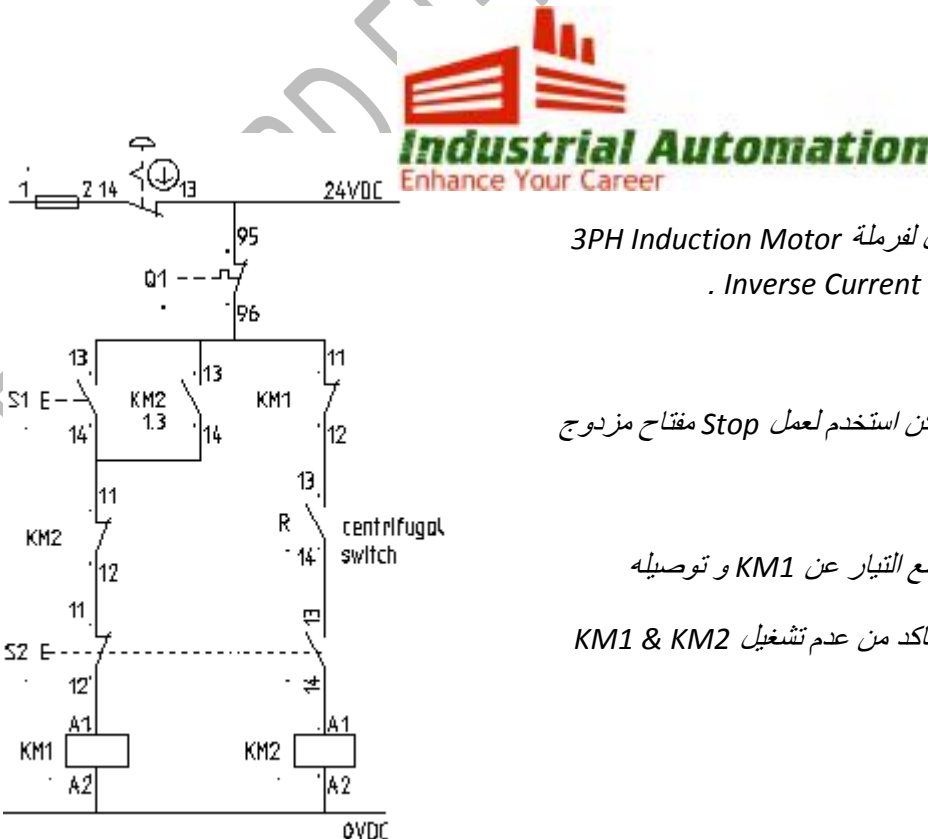 Industrial Automation
Enhance Your Career
1 2 14 13 24VDC
لفرملة 3PH Induction Motor
Inverse Current .
95
Q1
96
13 13 11
S1 E KM2 KM1
1.3
14 14 12
استخدم لعمل Stop مفتاح مزدوج
11 13
KM2 R centrifugal
14 switch
12
التيار عن KM1 و توصيله
11 13
من عدم تشغيل KM1 & KM2
S2 E
12 14
A1 A1
KM1 KM2
A2 A2
0VDC